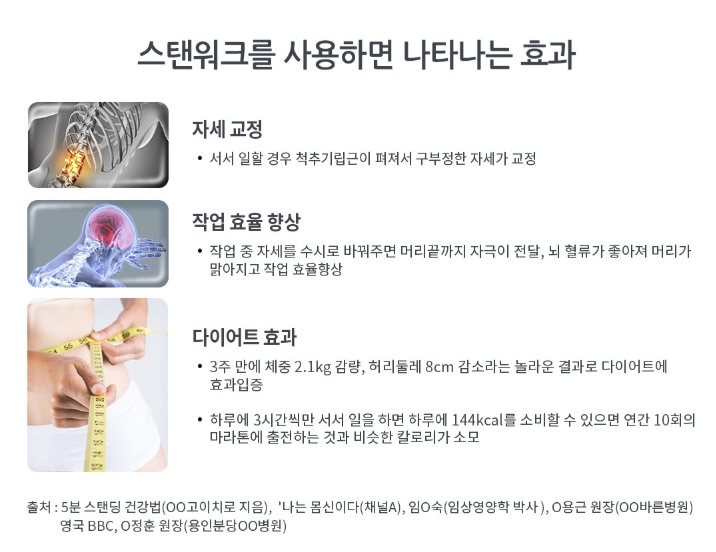 스탠워크를 사용하면 나타나는 효과
자세 교정
• 서서 일할 경우 척추기립근이 펴져서 구부정한 자세가 교정
작업 효율 향상
• 작업 중 자세를 수시로 바꿔주면 머리끝까지 자극이 전달, 뇌 혈류가 좋아져 머리가
맑아지고 작업 효율향상
다이어트 효과
• 3주 만에 체중 2.1kg 감량, 허리둘레 8cm 감소라는 놀라운 결과로 다이어트에
효과입증
• 하루에 3시간씩만 서서 일을 하면 하루에 144kcal를 소비할 수 있으면 연간 10회의
마라톤에 출전하는 것과 비슷한 칼로리가 소모
출처 : 5분 스탠딩 건강법(OO고이치로 지음), '나는 몸신이다(채널A), 임O숙(임상영양학 박사 ), O용근 원장(OO바른병원)
영국 BBC, O정훈 원장(용인분당OO병원)